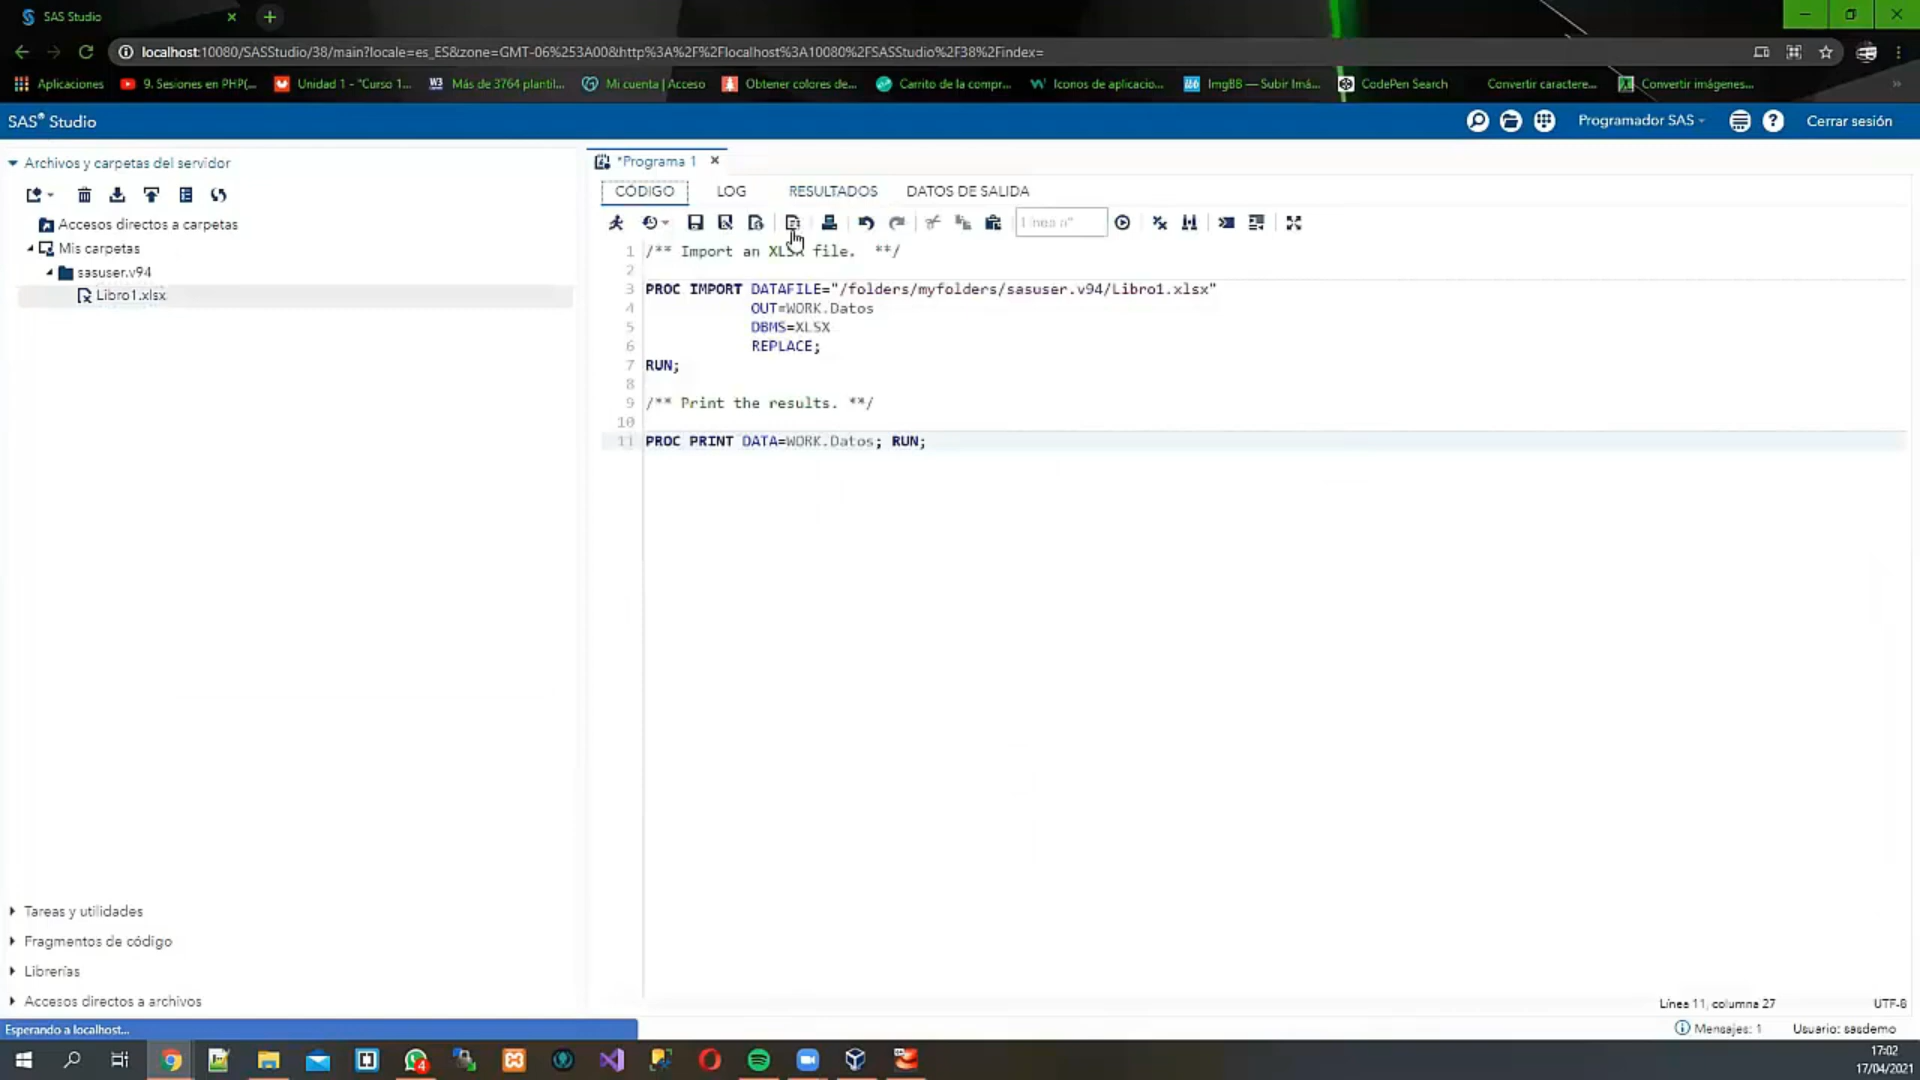 SAS Studio
localhost:10080/SASStudio/38/main?locale=es_ES&zone=GMT-06%253A00&http%3A%2F%2Flocalhost%3A10080%2FSASStudio%2F38%2Findex=
Aplicaciones
9. Sesiones en PHP(...
Unidad 1 - "Curso 1...
Más de 3764 plantil...
Mi cuenta | Acceso
Obtener colores de...
Carrito de la compr...
Iconos de aplicacio...
ImgBB — Subir Imá...
CodePen Search
Convertir caractere...
Convertir imágenes...
»
SAS® Studio
Programador SAS
Cerrar sesión
Archivos y carpetas del servidor
Accesos directos a carpetas
Mis carpetas
sasuser.v94
Libro1.xlsx
*Programa 1
CÓDIGO
LOG
RESULTADOS
DATOS DE SALIDA
Línea n°
1 /** Import an XLSX file. **/
2
3 PROC IMPORT DATAFILE="/folders/myfolders/sasuser.v94/Libro1.xlsx"
4 OUT=WORK.Datos
5 DBMS=XLSX
6 REPLACE;
7 RUN;
8
9 /** Print the results. **/
10
11 PROC PRINT DATA=WORK.Datos; RUN;
Tareas y utilidades
Fragmentos de código
Librerías
Accesos directos a archivos
Línea 11, columna 27
UTF-8
Esperando a localhost...
Mensajes: 1
Usuario: sasdemo
4
17:02
17/04/2021